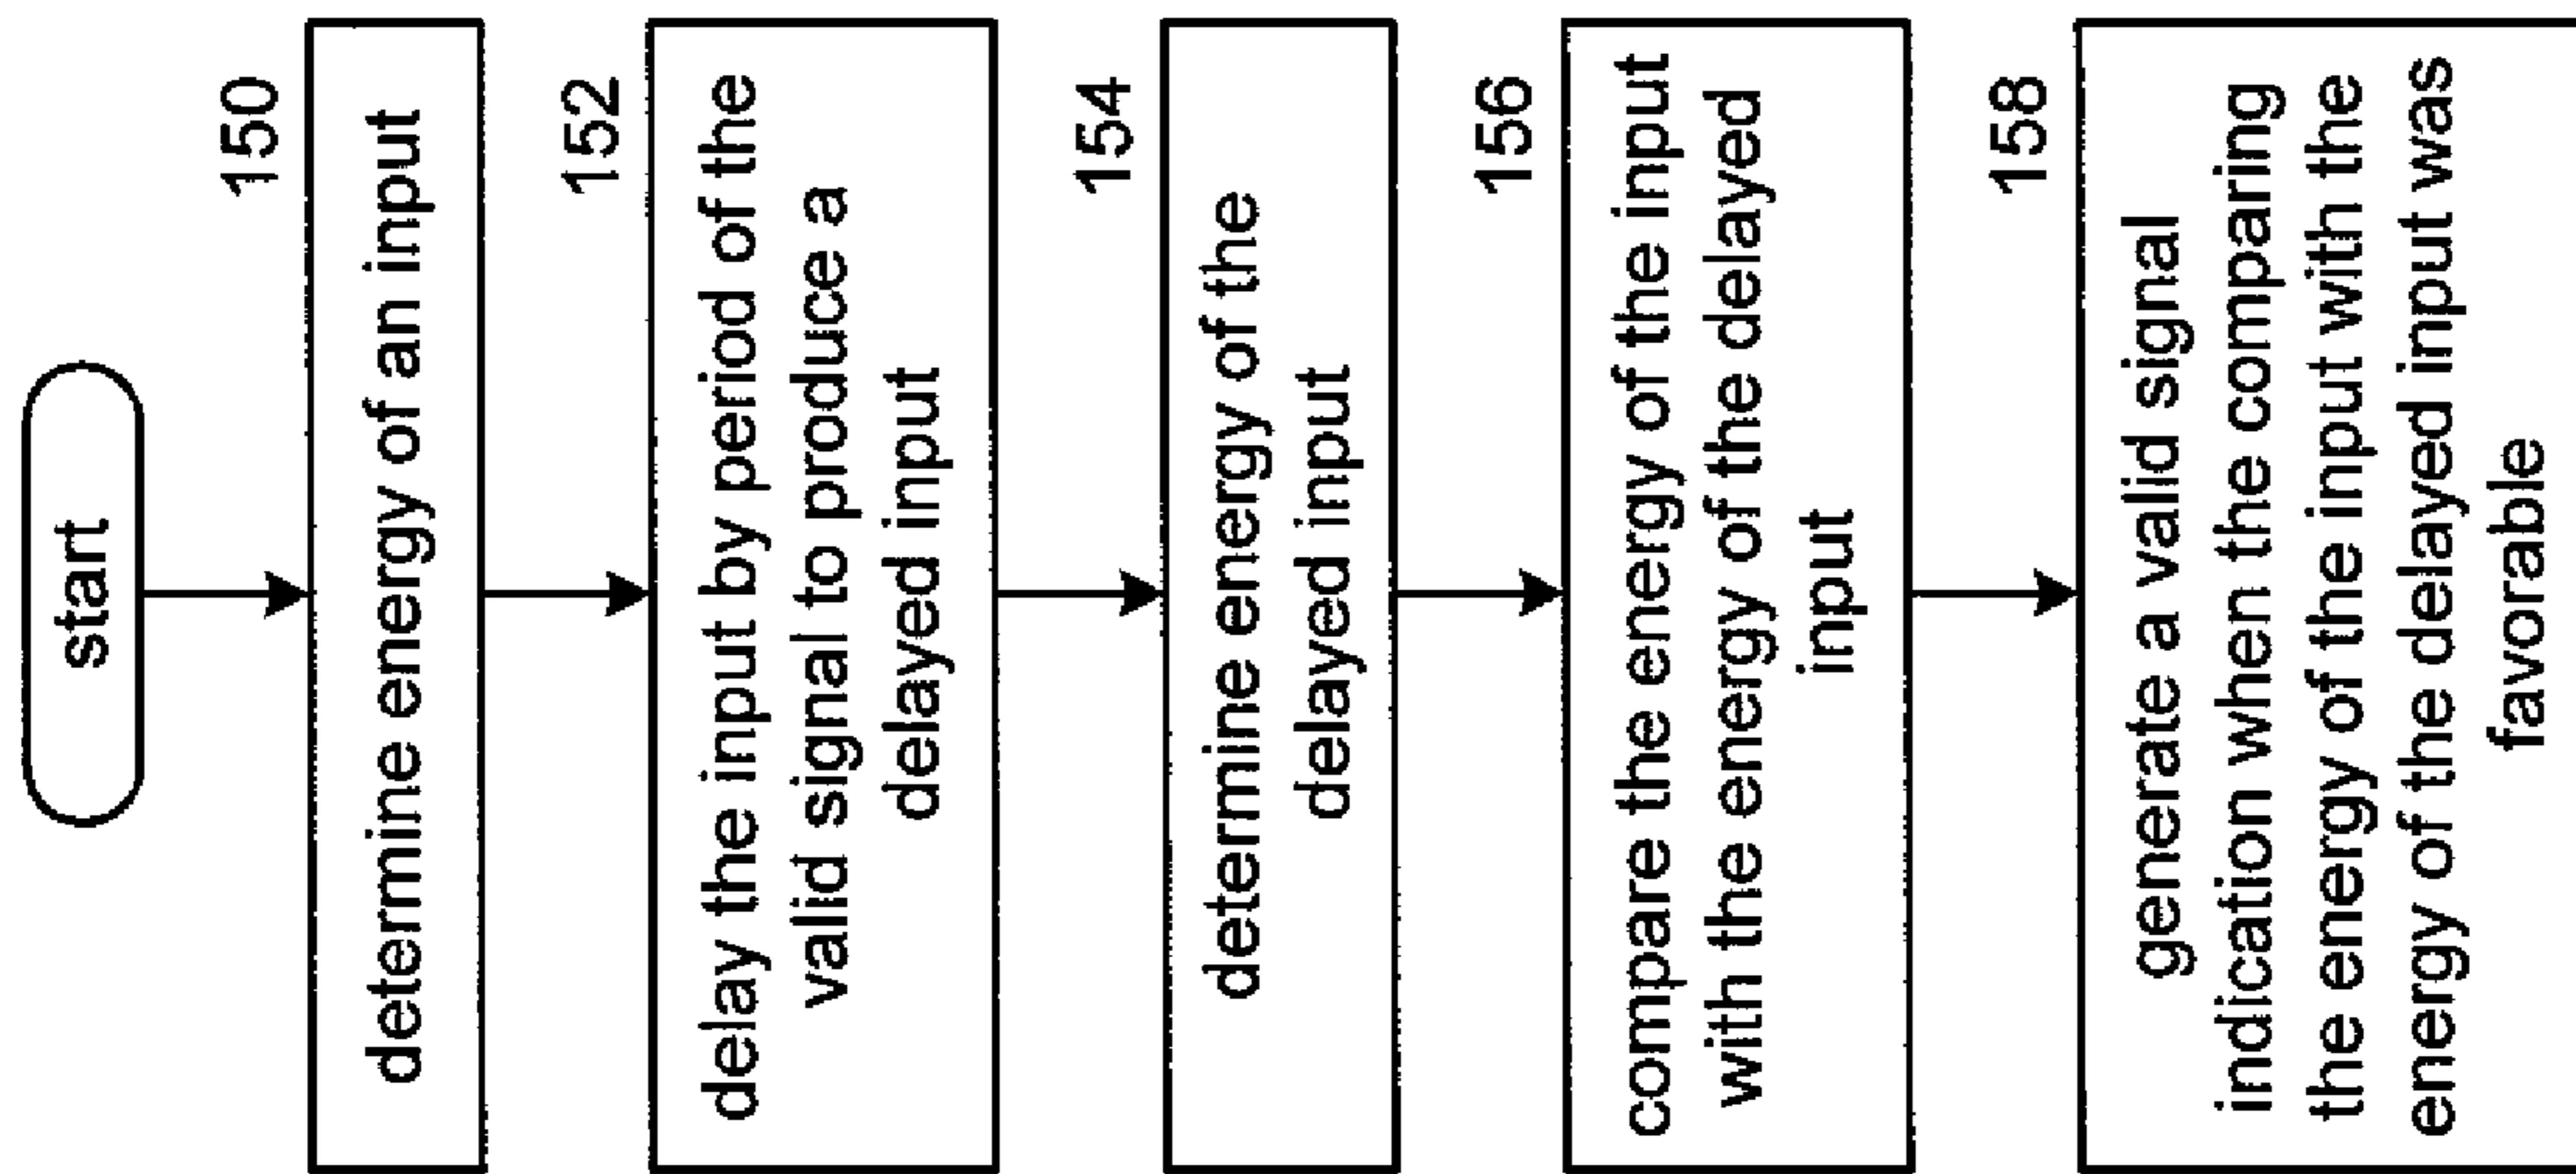 start
150
determine energy of an input
152
delay the input by period of the
valid signal to produce a
delayed input
154
determine energy of the
delayed input
156
compare the energy of the input
with the energy of the delayed
input
158
generate a valid signal
indication when the comparing
the energy of the input with the
energy of the delayed input was
favorable